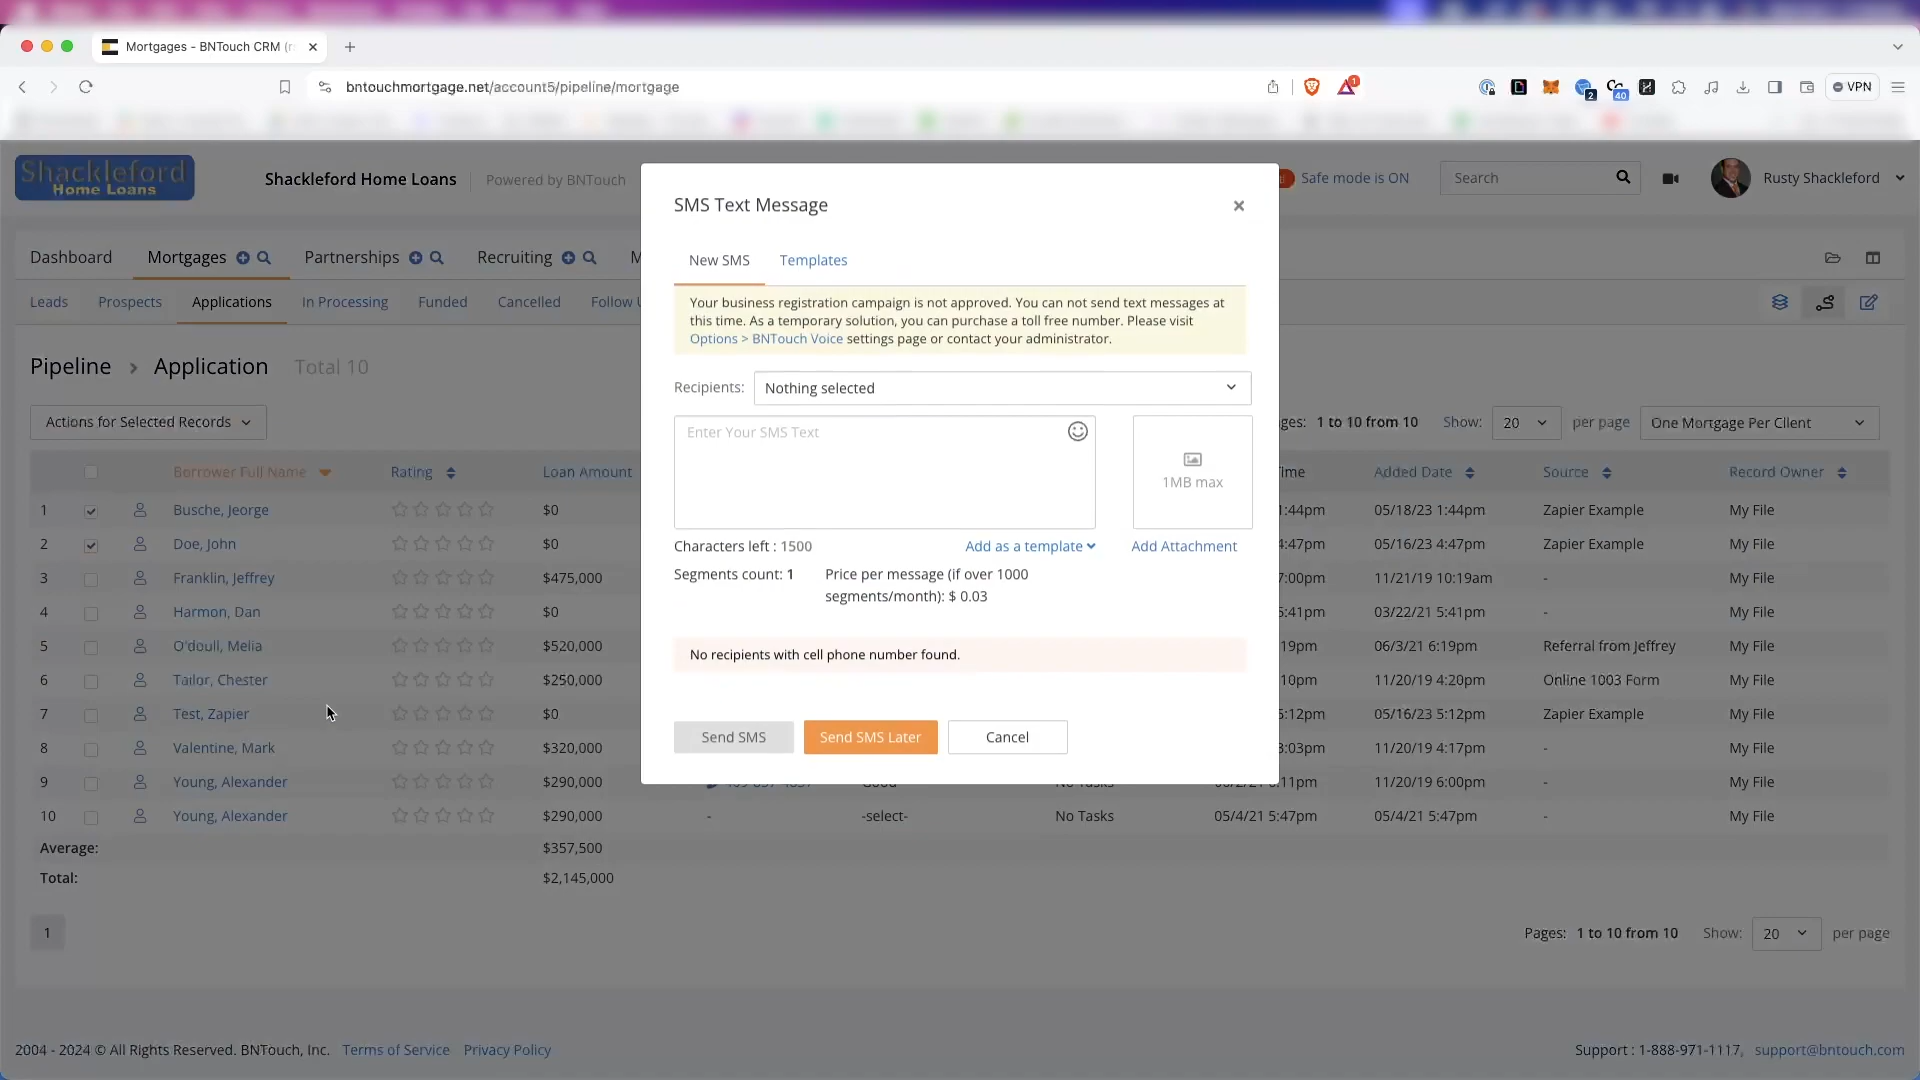 Mortgages - BNTouch CRM (
bntouchmortgage.net/account5/pipeline/mortgage
1
2
40
VPN
Shackleford
Home Loans
Shackleford Home Loans
Powered by BNTouch
Safe mode is ON
Search
Rusty Shackleford
Dashboard Mortgages Partnerships Recruiting M
Leads Prospects Applications In Processing Funded Cancelled Follow
Pipeline > Application Total 10
Actions for Selected Records
1 to 10 from 10 Show: 20 per page One Mortgage Per Client
Borrower Full Name Rating Loan Amount Added Date Source Record Owner
1 Busche, Jeorge $0 1:44pm 05/18/23 1:44pm Zapier Example My File
2 Doe, John $0 4:47pm 05/16/23 4:47pm Zapier Example My File
3 Franklin, Jeffrey $475,000 7:00pm 11/21/19 10:19am - My File
4 Harmon, Dan $0 5:41pm 03/22/21 5:41pm - My File
5 O'doull, Melia $520,000 19pm 06/3/21 6:19pm Referral from Jeffrey My File
6 Tailor, Chester $250,000 10pm 11/20/19 4:20pm Online 1003 Form My File
7 Test, Zapier $0 5:12pm 05/16/23 5:12pm Zapier Example My File
8 Valentine, Mark $320,000 3:03pm 11/20/19 4:17pm - My File
9 Young, Alexander $290,000 11/20/19 6:00pm - My File
10 Young, Alexander $290,000 - -select- No Tasks 05/4/21 5:47pm 05/4/21 5:47pm - My File
Average: $357,500
Total: $2,145,000
1
Pages: 1 to 10 from 10 Show: 20 per page
SMS Text Message
New SMS Templates
Your business registration campaign is not approved. You can not send text messages at
this time. As a temporary solution, you can purchase a toll free number. Please visit
Options > BNTouch Voice settings page or contact your administrator.
Recipients: Nothing selected
Enter Your SMS Text
1MB max
Characters left : 1500 Add as a template Add Attachment
Segments count: 1 Price per message (if over 1000
segments/month): $ 0.03
No recipients with cell phone number found.
Send SMS Send SMS Later Cancel
2004 - 2024 © All Rights Reserved. BNTouch, Inc. Terms of Service Privacy Policy
Support : 1-888-971-1117, support@bntouch.com